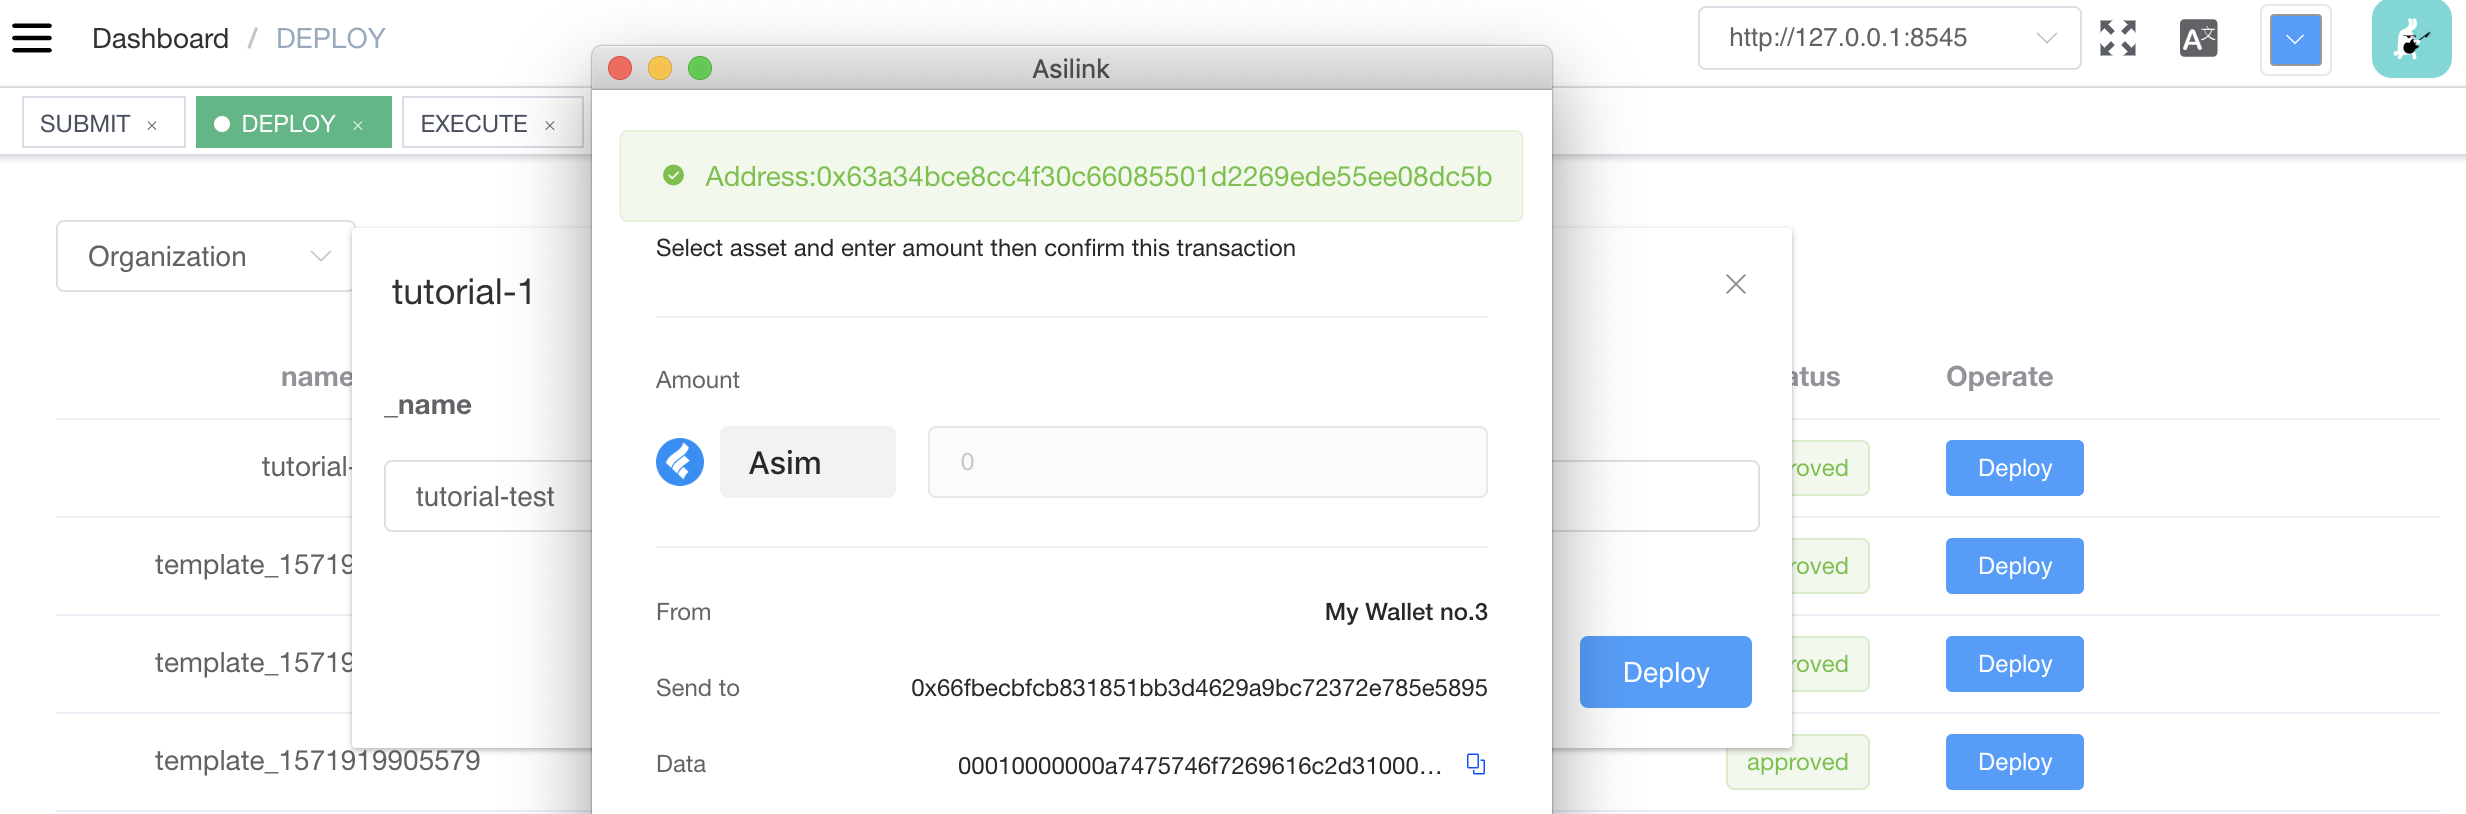 Dashboard / DEPLOY
http://127.0.0.1:8545
A文
SUBMIT ×
DEPLOY ×
EXECUTE ×
Asilink
Address:0x63a34bce8cc4f30c66085501d2269ede55ee08dc5b
Select asset and enter amount then confirm this transaction
Organization
tutorial-1
name
_name
atus
Operate
Amount
Asim
0
tutorial-
tutorial-test
roved
Deploy
template_15719
roved
Deploy
From
My Wallet no.3
template_15719
roved
Deploy
Send to
0x66fbecbfcb831851bb3d4629a9bc72372e785e5895
Deploy
template_1571919905579
Data
00010000000a7475746f7269616c2d31000...
approved
Deploy